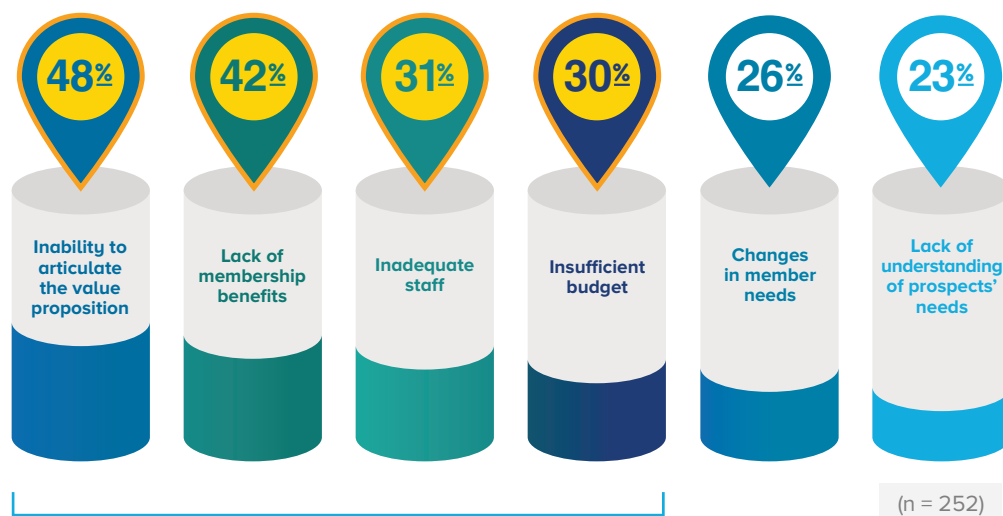 48%
42%
31%
30%
26%
23%
Inability to
articulate
the value
proposition
Lack of
membership
benefits
Inadequate
staff
Insufficient
budget
Changes
in member
needs
Lack of
understanding
of prospects'
needs
(n = 252)